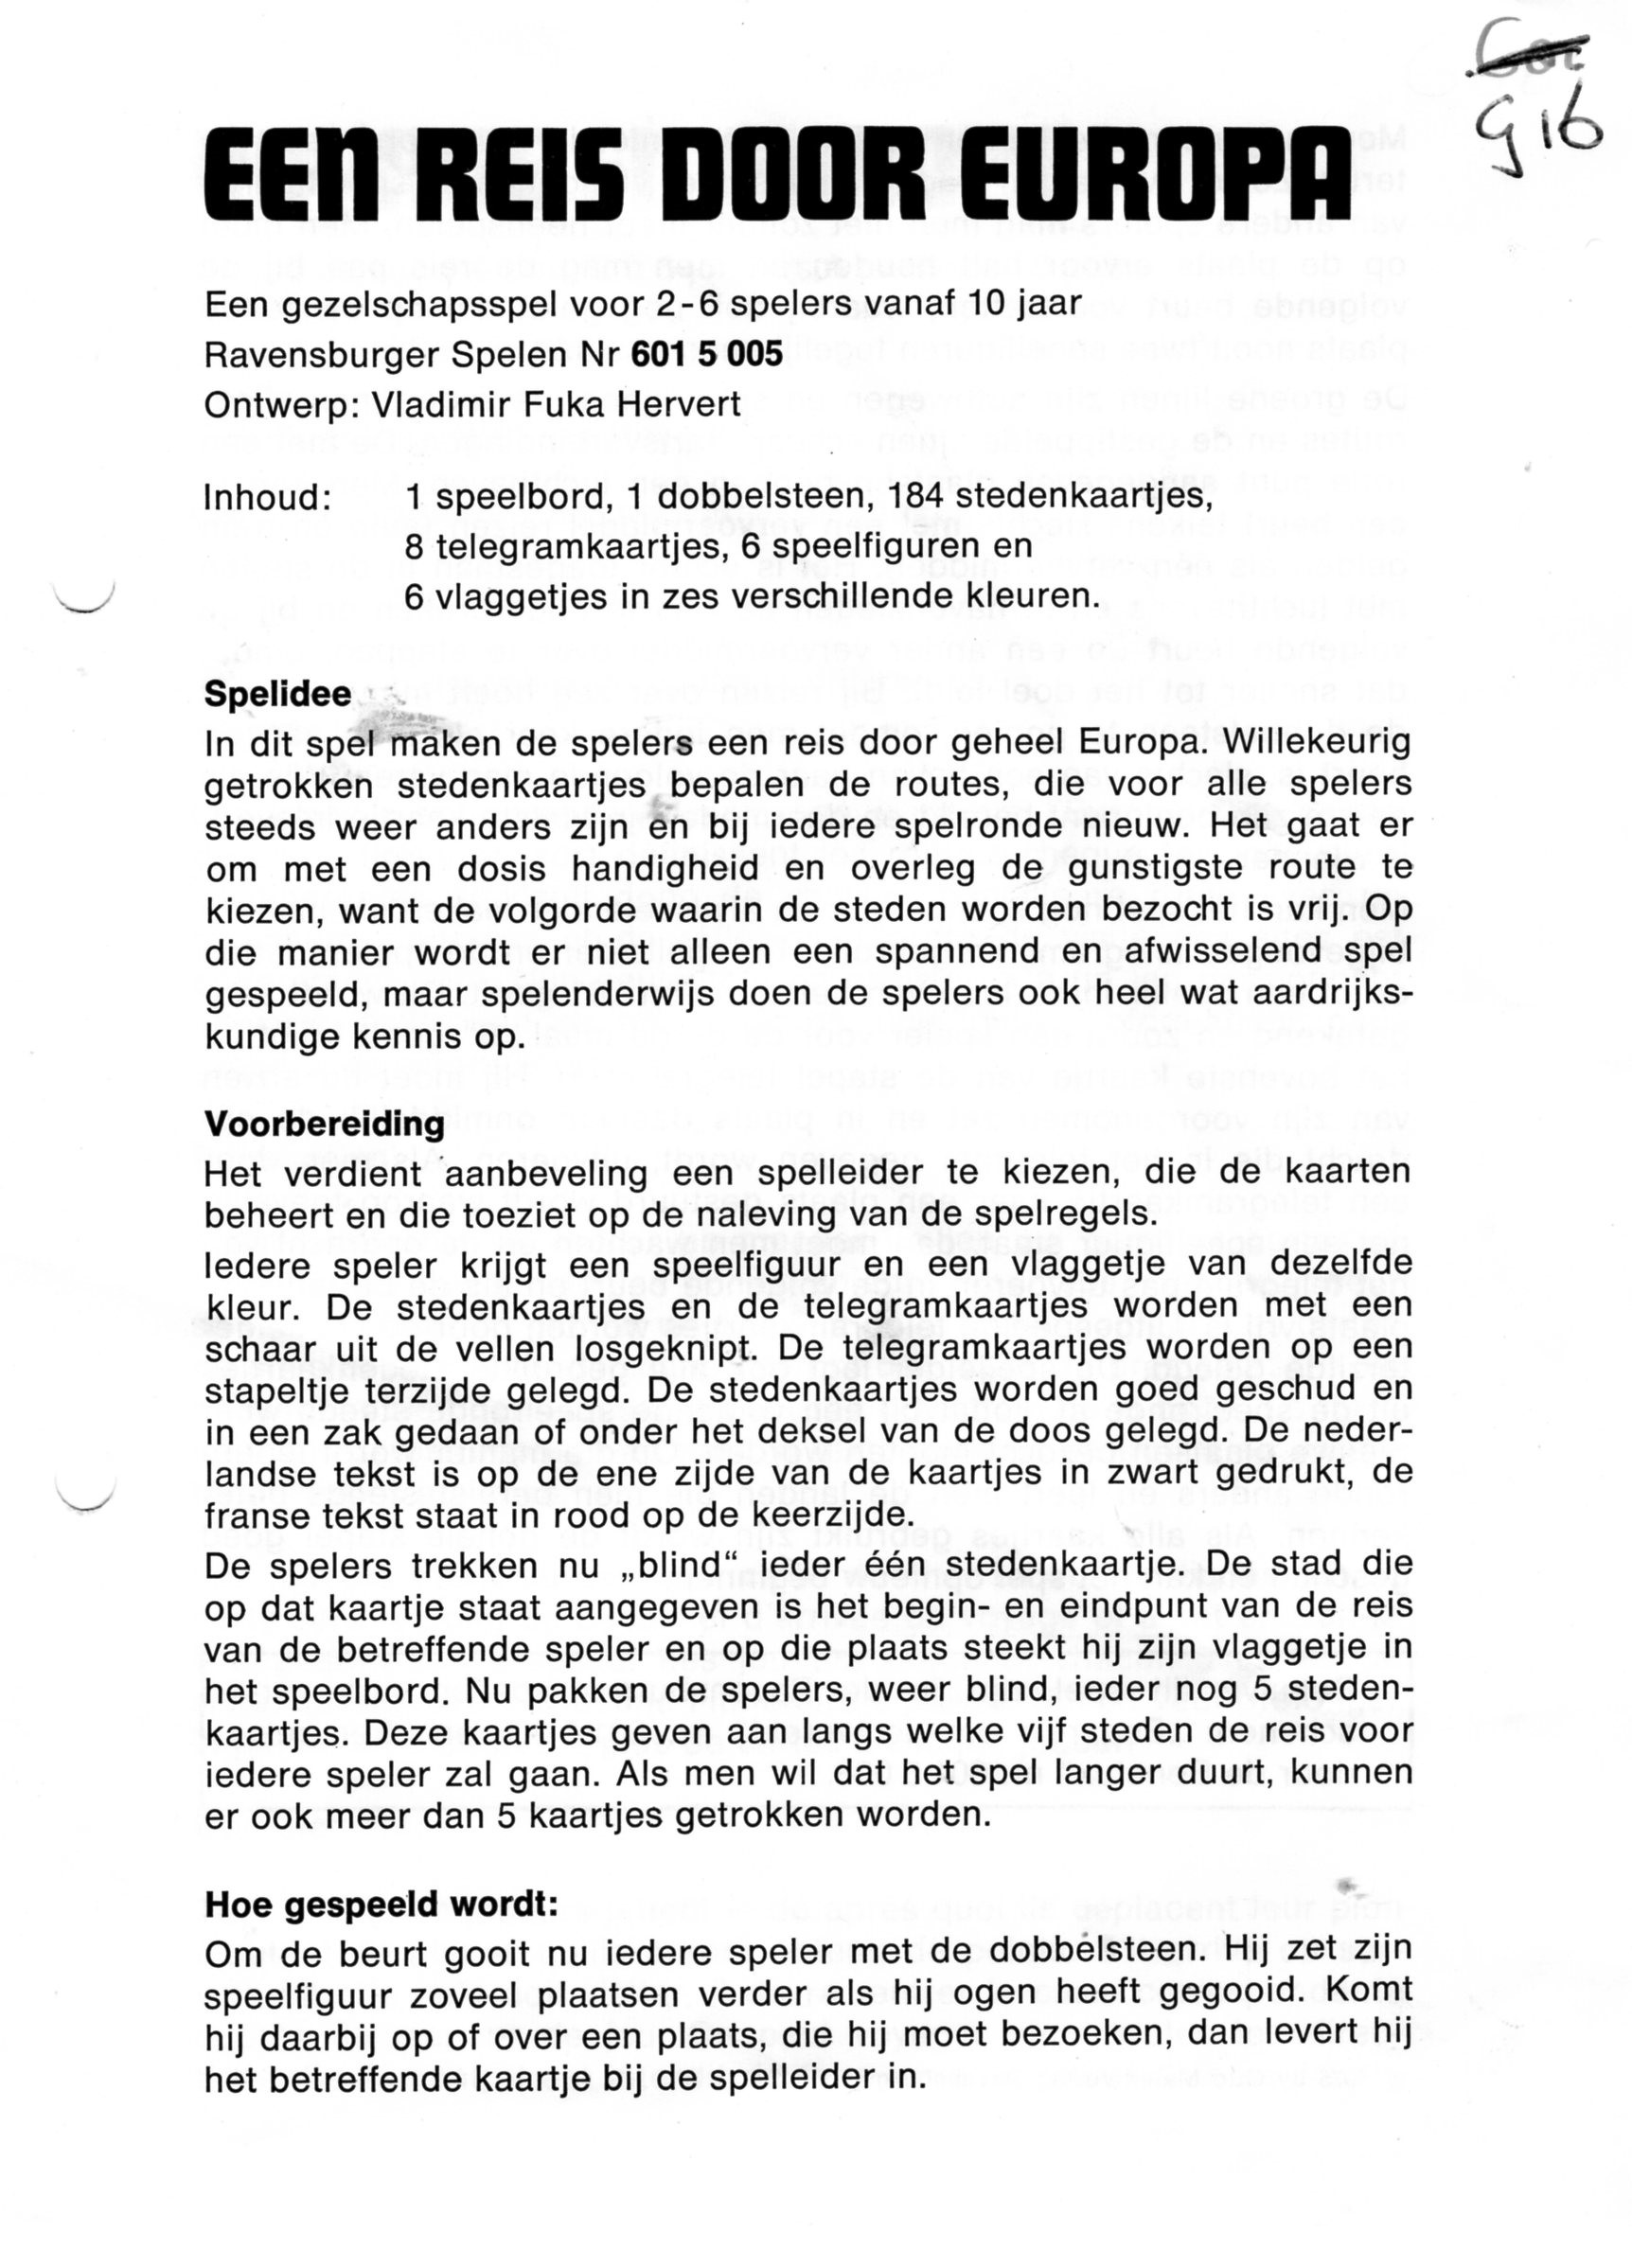 G16
EEN REIS DOOR EUROPA
Een gezelschapsspel voor 2-6 spelers vanaf 10 jaar
Ravensburger Spelen Nr 601 5 005
Ontwerp: Vladimir Fuka Hervert
Inhoud: 1 speelbord, 1 dobbelsteen, 184 stedenkaartjes,
8 telegramkaartjes, 6 speelfiguren en
6 vlaggetjes in zes verschillende kleuren.
Spelidee
In dit spel maken de spelers een reis door geheel Europa. Willekeurig
getrokken stedenkaartjes bepalen de routes, die voor alle spelers
steeds weer anders zijn en bij iedere spelronde nieuw. Het gaat er
om met een dosis handigheid en overleg de gunstigste route te
kiezen, want de volgorde waarin de steden worden bezocht is vrij. Op
die manier wordt er niet alleen een spannend en afwisselend spel
gespeeld, maar spelenderwijs doen de spelers ook heel wat aardrijks-
kundige kennis op.
Voorbereiding
Het verdient aanbeveling een spelleider te kiezen, die de kaarten
beheert en die toeziet op de naleving van de spelregels.
Iedere speler krijgt een speelfiguur en een vlaggetje van dezelfde
kleur. De stedenkaartjes en de telegramkaartjes worden met een
schaar uit de vellen losgeknipt. De telegramkaartjes worden op een
stapeltje terzijde gelegd. De stedenkaartjes worden goed geschud en
in een zak gedaan of onder het deksel van de doos gelegd. De neder-
landse tekst is op de ene zijde van de kaartjes in zwart gedrukt, de
franse tekst staat in rood op de keerzijde.
De spelers trekken nu „blind“ ieder één stedenkaartje. De stad die
op dat kaartje staat aangegeven is het begin- en eindpunt van de reis
van de betreffende speler en op die plaats steekt hij zijn vlaggetje in
het speelbord. Nu pakken de spelers, weer blind, ieder nog 5 steden-
kaartjes. Deze kaartjes geven aan langs welke vijf steden de reis voor
iedere speler zal gaan. Als men wil dat het spel langer duurt, kunnen
er ook meer dan 5 kaartjes getrokken worden.
Hoe gespeeld wordt:
Om de beurt gooit nu iedere speler met de dobbelsteen. Hij zet zijn
speelfiguur zoveel plaatsen verder als hij ogen heeft gegooid. Komt
hij daarbij op of over een plaats, die hij moet bezoeken, dan levert hij
het betreffende kaartje bij de spelleider in.